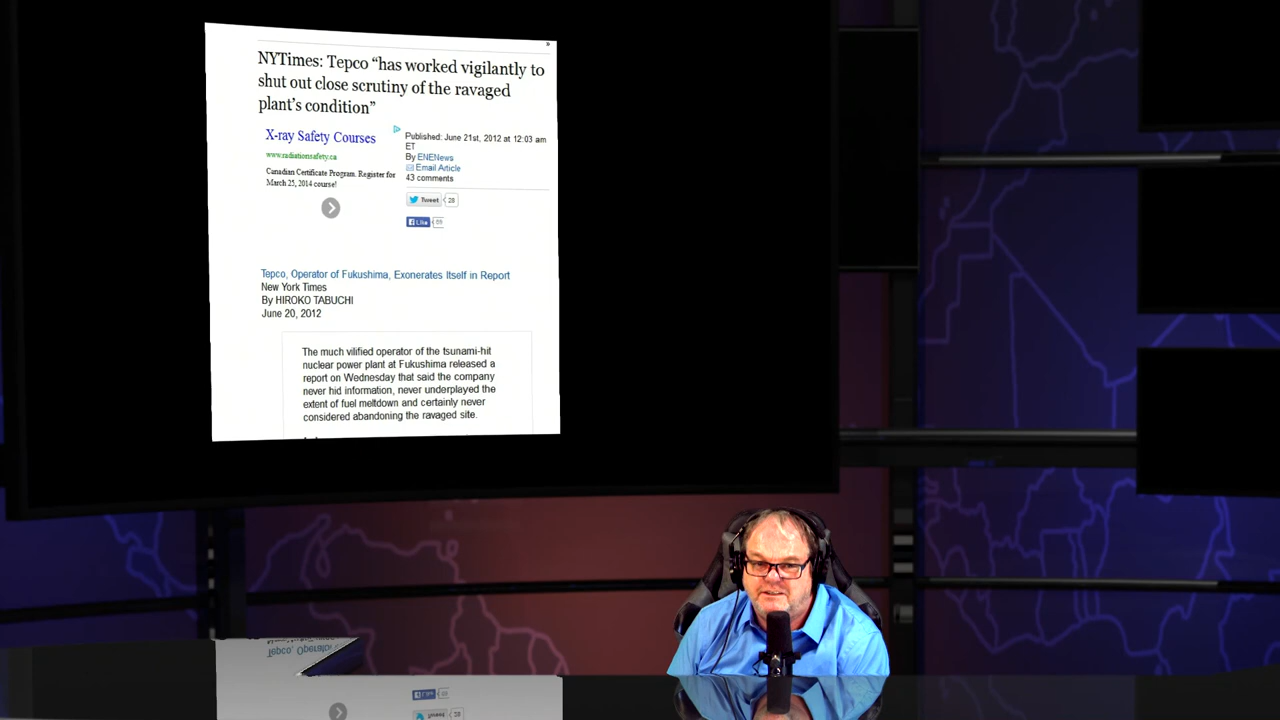 »
NYTimes: Tepco “has worked vigilantly to
shut out close scrutiny of the ravaged
plant’s condition”
X-ray Safety Courses
www.radiationsafety.ca
Canadian Certificate Program. Register for
March 25, 2014 course!
Published: June 21st, 2012 at 12:03 am
ET
By ENENews
Email Article
43 comments
Tweet 28
Like
Tepco, Operator of Fukushima, Exonerates Itself in Report
New York Times
By HIROKO TABUCHI
June 20, 2012
The much vilified operator of the tsunami-hit
nuclear power plant at Fukushima released a
report on Wednesday that said the company
never hid information, never underplayed the
extent of fuel meltdown and certainly never
considered abandoning the ravaged site.
Tepco, Operator
Tweet 28